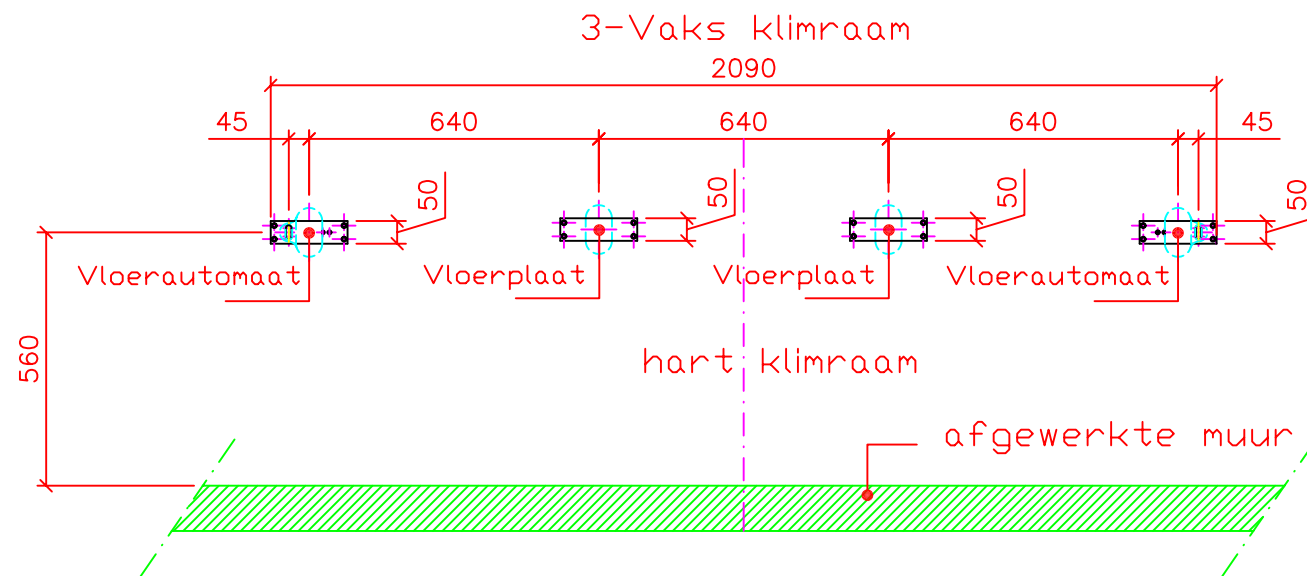 3-Vaks klimraam
2090
45 640 640 640 45
50 50 50 50
Vloerautomaat Vloerplaat Vloerplaat Vloerautomaat
560
hart klimraam
afgewerkte muur